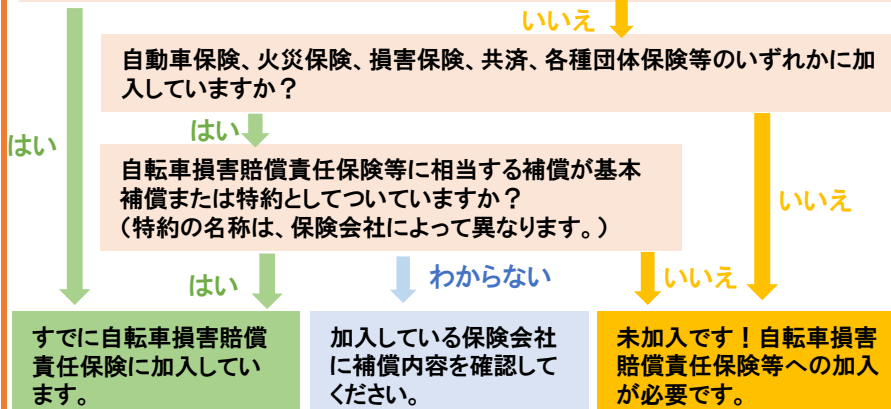 いいえ
自動車保険、火災保険、損害保険、共済、各種団体保険等のいずれかに加
入していますか？
はい
はい
自転車損害賠償責任保険等に相当する補償が基本
補償または特約としてついていますか？
（特約の名称は、保険会社によって異なります。）
いいえ
はい
わからない
いいえ
すでに自転車損害賠償
責任保険に加入してい
ます。
加入している保険会社
に補償内容を確認して
ください。
未加入です！自転車損害
賠償責任保険等への加入
が必要です。